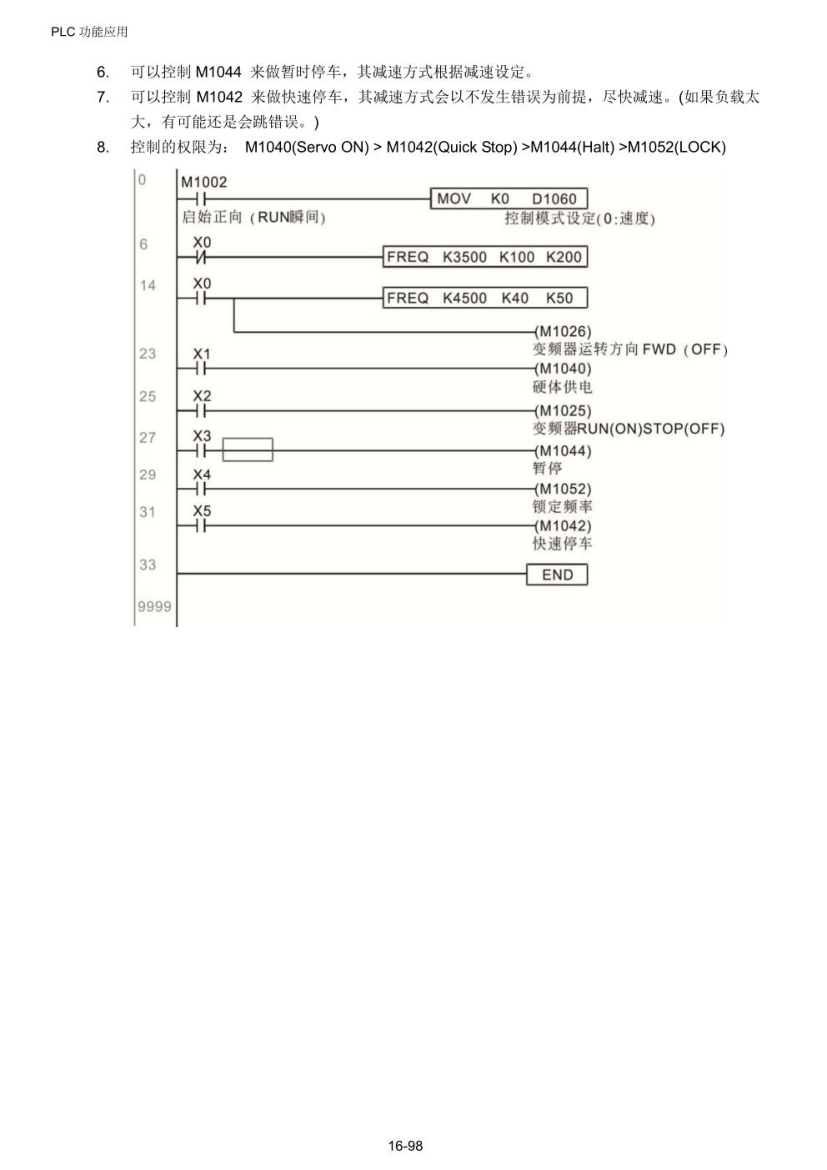 PLC 功能应用
6. 可以控制 M1044 来做暂时停车，其减速方式根据减速设定。
7. 可以控制 M1042 来做快速停车，其减速方式会以不发生错误为前提，尽快减速。(如果负载太
大，有可能还是会跳错误。)
8. 控制的权限为： M1040(Servo ON) > M1042(Quick Stop) >M1044(Halt) >M1052(LOCK)
0 M1002
MOV K0 D1060
启始正向（RUN瞬间） 控制模式设定(0:速度)
6 X0
FREQ K3500 K100 K200
14 X0
FREQ K4500 K40 K50
(M1026)
变频器运转方向 FWD（OFF）
23 X1
(M1040)
硬体供电
25 X2
(M1025)
变频器RUN(ON)STOP(OFF)
27 X3
(M1044)
暂停
29 X4
(M1052)
锁定频率
31 X5
(M1042)
快速停车
33
END
9999
16-98